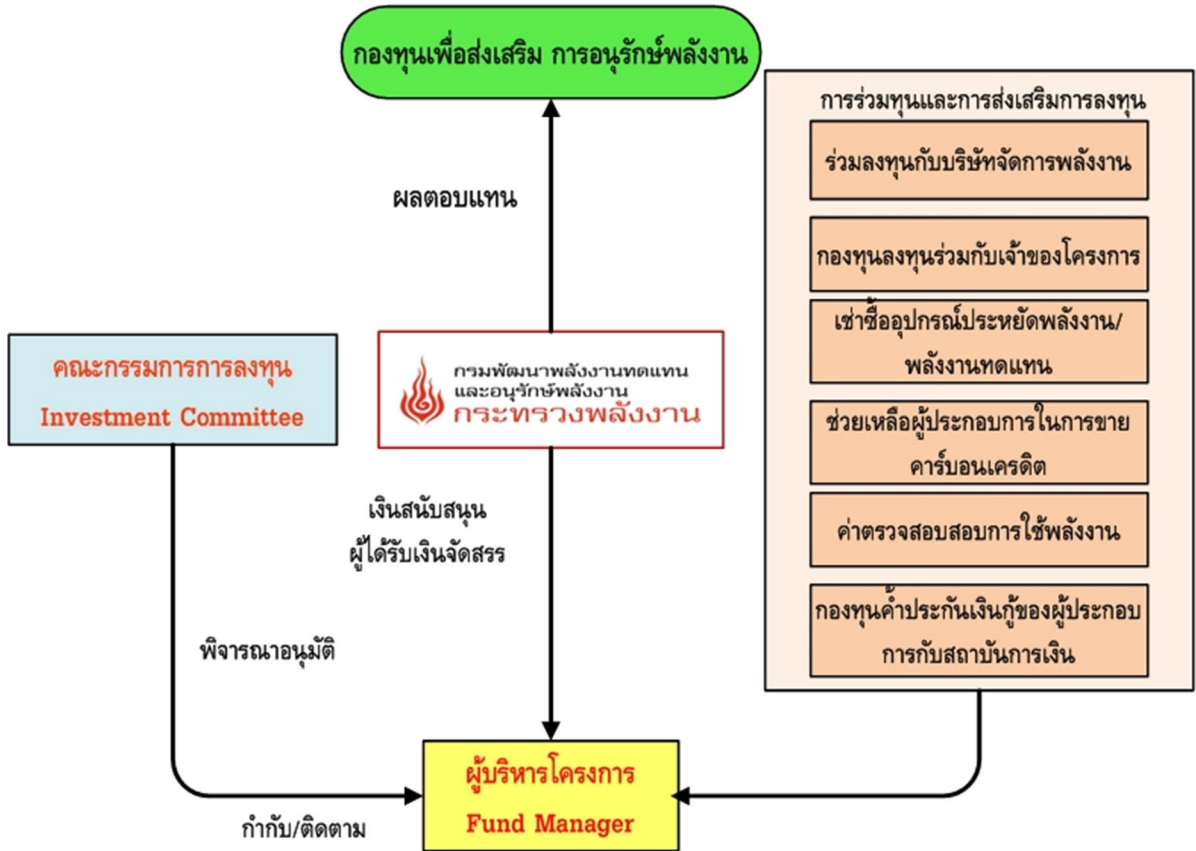 กองทุนเพื่อส่งเสริม การอนุรักษ์พลังงาน
ผลตอบแทน
คณะกรรมการการลงทุน
Investment Committee
กรมพัฒนาพลังงานทดแทน
และอนุรักษ์พลังงาน
กระทรวงพลังงาน
เงินสนับสนุน
ผู้ได้รับเงินจัดสรร
พิจารณาอนุมัติ
กำกับ/ติดตาม
ผู้บริหารโครงการ
Fund Manager
การร่วมทุนและการส่งเสริมการลงทุน
ร่วมลงทุนกับบริษัทจัดการพลังงาน
กองทุนลงทุนร่วมกับเจ้าของโครงการ
เช่าซื้ออุปกรณ์ประหยัดพลังงาน/
พลังงานทดแทน
ช่วยเหลือผู้ประกอบการในการขาย
คาร์บอนเครดิต
ค่าตรวจสอบสอบการใช้พลังงาน
กองทุนค้ำประกันเงินกู้ของผู้ประกอบ
การกับสถาบันการเงิน